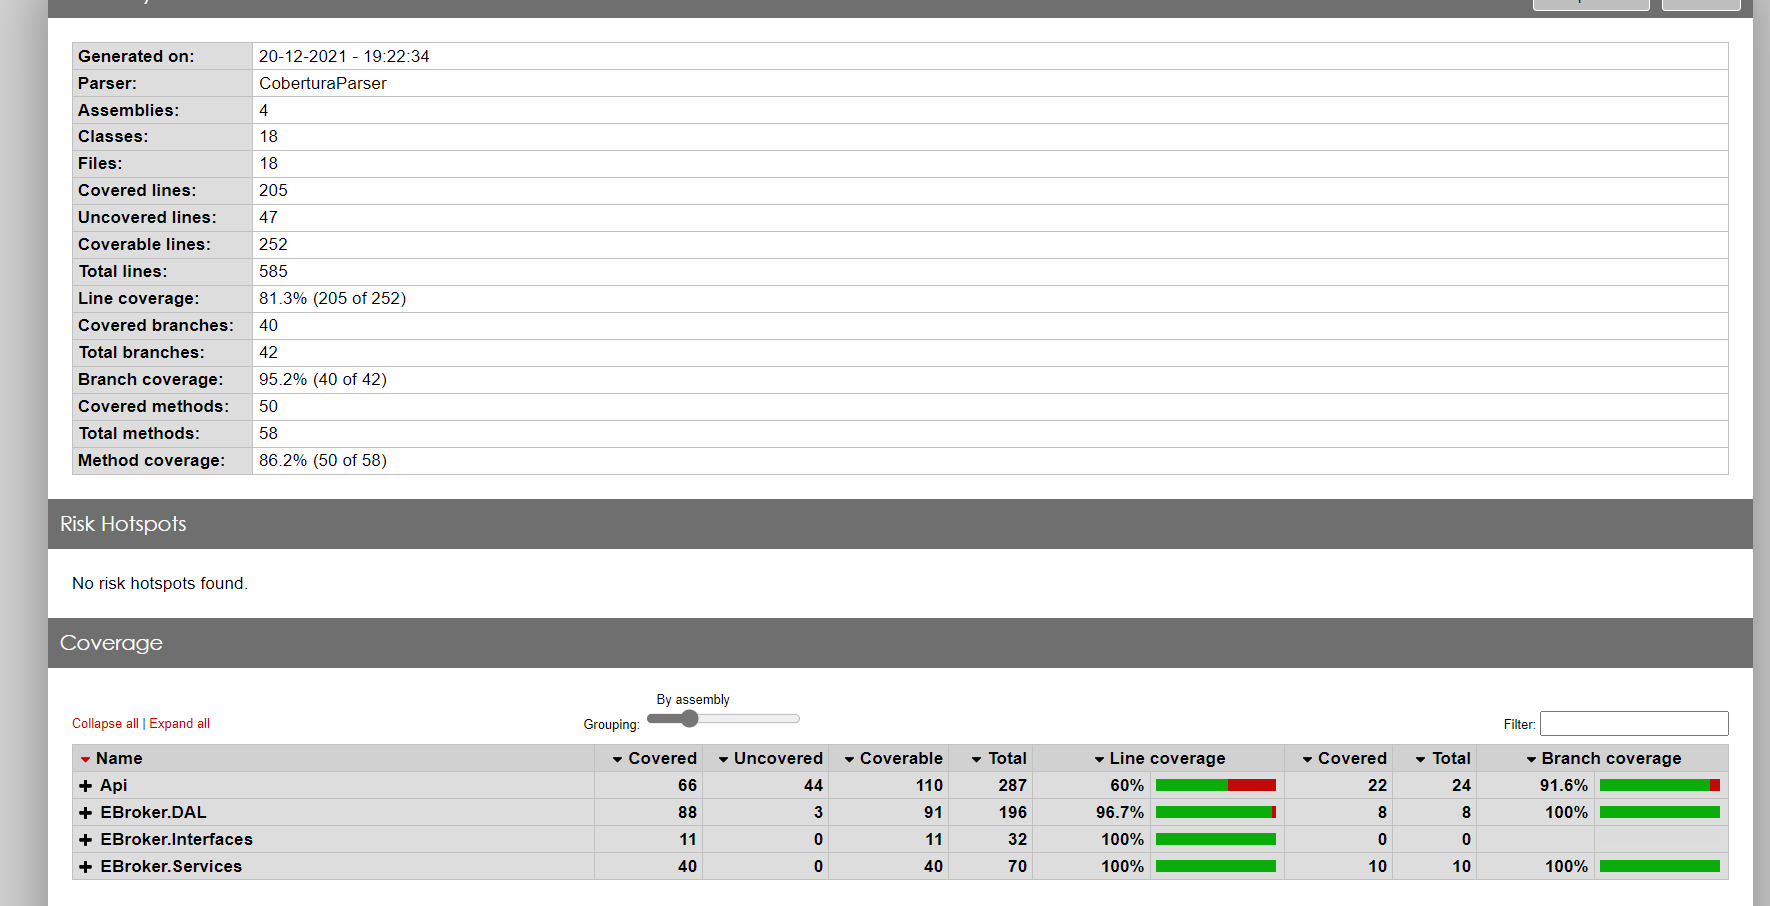 Generated on: 20-12-2021 - 19:22:34
Parser: CoberturaParser
Assemblies: 4
Classes: 18
Files: 18
Covered lines: 205
Uncovered lines: 47
Coverable lines: 252
Total lines: 585
Line coverage: 81.3% (205 of 252)
Covered branches: 40
Total branches: 42
Branch coverage: 95.2% (40 of 42)
Covered methods: 50
Total methods: 58
Method coverage: 86.2% (50 of 58)
Risk Hotspots
No risk hotspots found.
Coverage
By assembly
Collapse all | Expand all Grouping: Filter:
Name Covered Uncovered Coverable Total Line coverage Covered Total Branch coverage
Api 66 44 110 287 60% 22 24 91.6%
EBroker.DAL 88 3 91 196 96.7% 8 8 100%
EBroker.Interfaces 11 0 11 32 100% 0 0
EBroker.Services 40 0 40 70 100% 10 10 100%